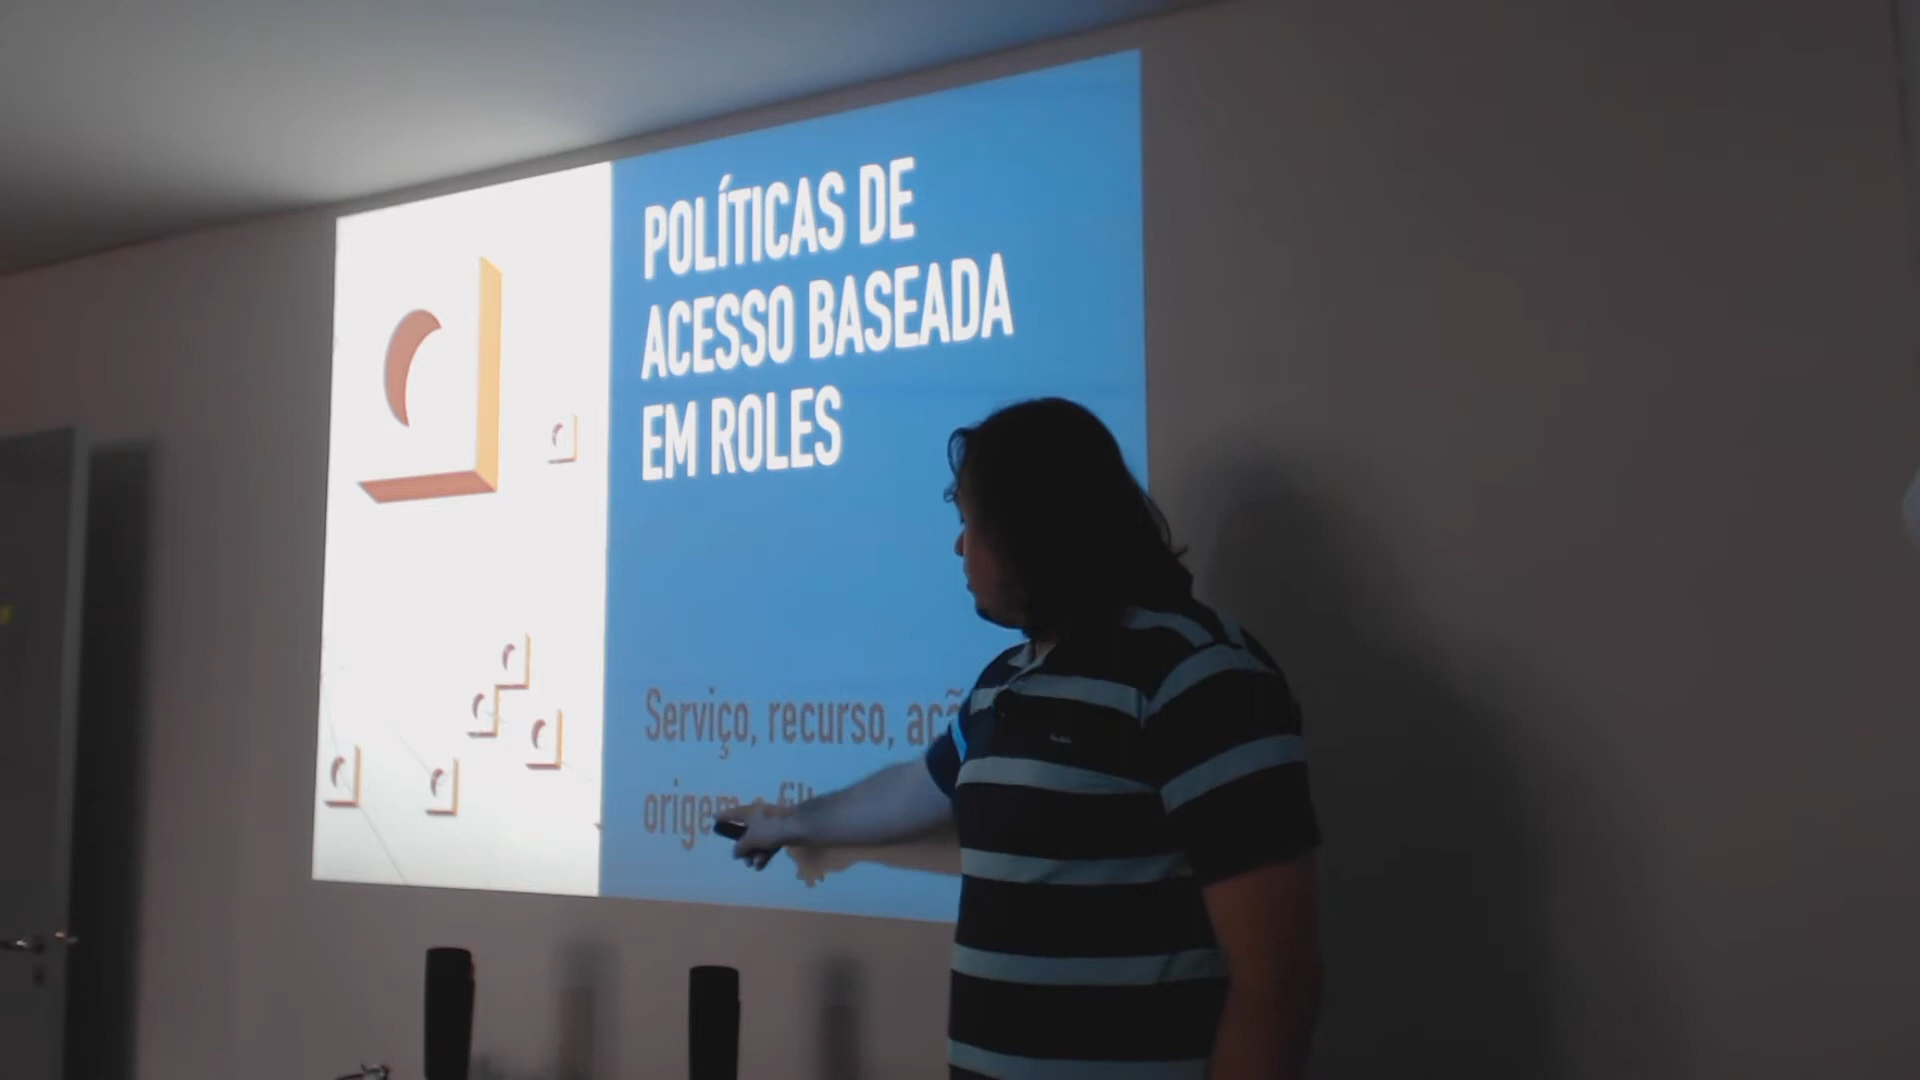 POLÍTICAS DE
ACESSO BASEADA
EM ROLES
Serviço, recurso,
origem e